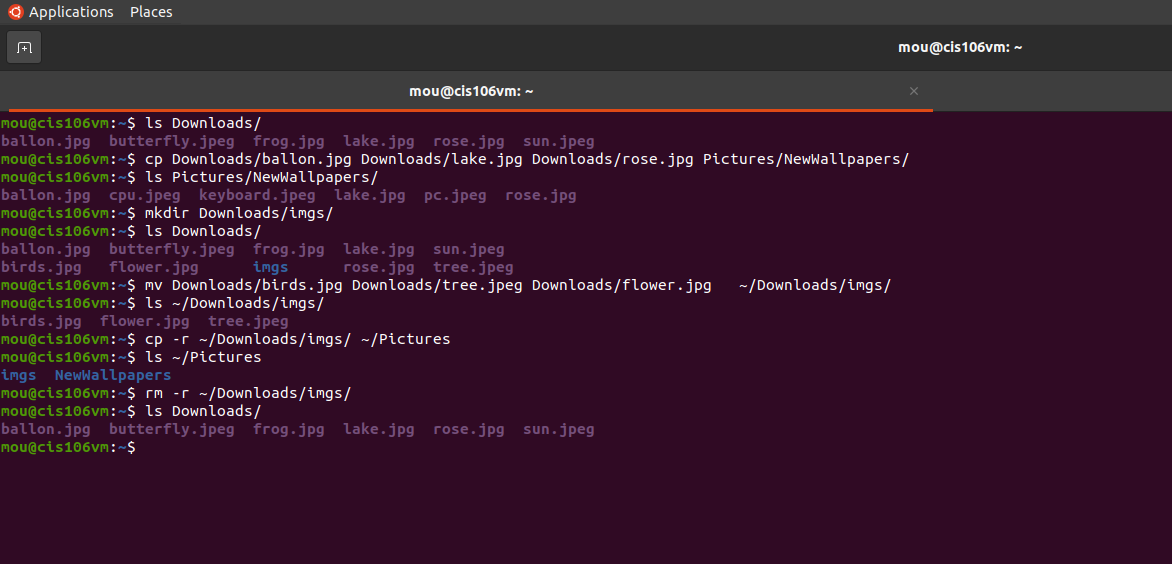 Applications Places
mou@cis106vm: ~
mou@cis106vm: ~ ×
mou@cis106vm:~$ ls Downloads/
ballon.jpg  butterfly.jpeg  frog.jpg  lake.jpg  rose.jpg  sun.jpeg
mou@cis106vm:~$ cp Downloads/ballon.jpg Downloads/lake.jpg Downloads/rose.jpg Pictures/NewWallpapers/
mou@cis106vm:~$ ls Pictures/NewWallpapers/
ballon.jpg  cpu.jpeg  keyboard.jpeg  lake.jpg  pc.jpeg  rose.jpg
mou@cis106vm:~$ mkdir Downloads/imgs/
mou@cis106vm:~$ ls Downloads/
ballon.jpg  butterfly.jpeg  frog.jpg  lake.jpg  sun.jpeg
birds.jpg   flower.jpg      imgs      rose.jpg  tree.jpeg
mou@cis106vm:~$ mv Downloads/birds.jpg Downloads/tree.jpeg Downloads/flower.jpg   ~/Downloads/imgs/
mou@cis106vm:~$ ls ~/Downloads/imgs/
birds.jpg  flower.jpg  tree.jpeg
mou@cis106vm:~$ cp -r ~/Downloads/imgs/ ~/Pictures
mou@cis106vm:~$ ls ~/Pictures
imgs  NewWallpapers
mou@cis106vm:~$ rm -r ~/Downloads/imgs/
mou@cis106vm:~$ ls Downloads/
ballon.jpg  butterfly.jpeg  frog.jpg  lake.jpg  rose.jpg  sun.jpeg
mou@cis106vm:~$